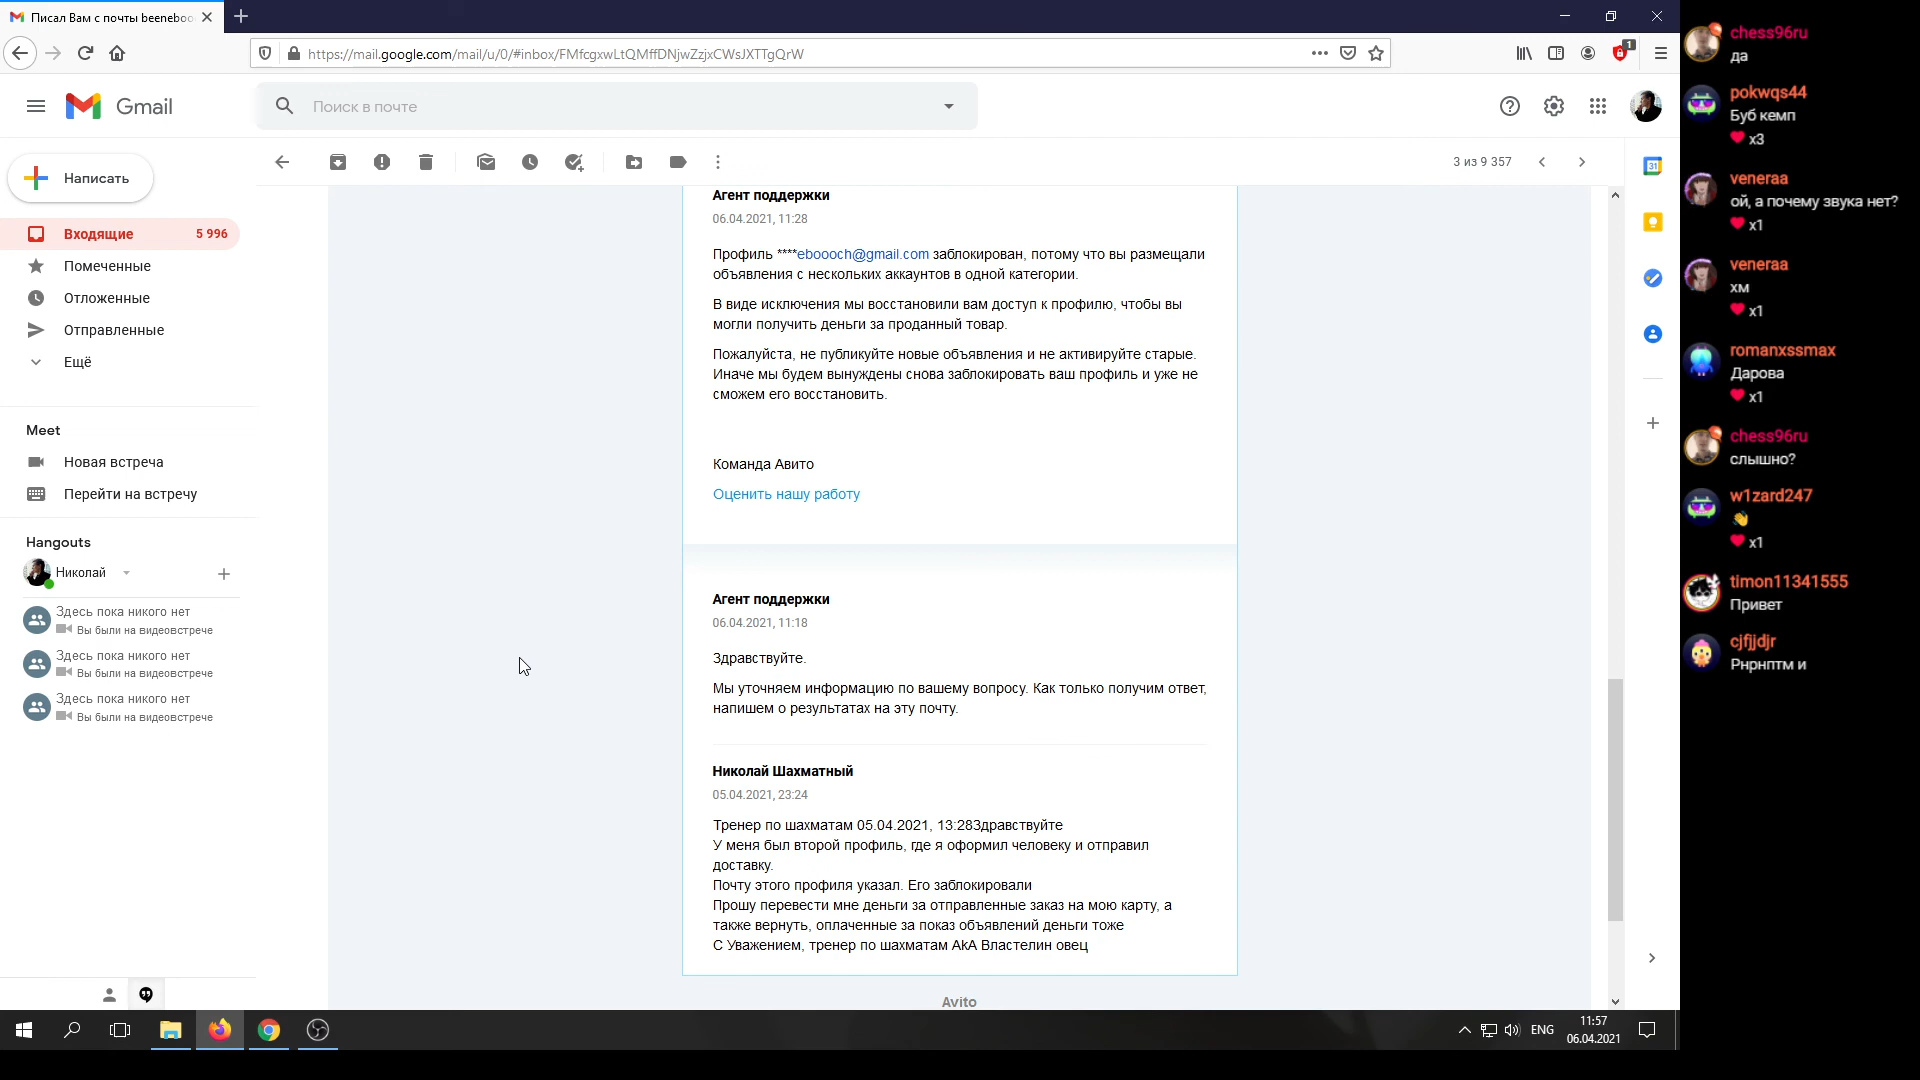 Писал Вам с почты beeneboo
https://mail.google.com/mail/u/0/#inbox/FMfcgxwLtQMffDNjwZzjxCWsJXTTgQrW
1
Gmail
Поиск в почте
Написать
3 из 9 357
31
Входящие 5 996
Помеченные
Отложенные
Отправленные
Ещё
Meet
Новая встреча
Перейти на встречу
Hangouts
Николай
Здесь пока никого нет
Вы были на видеовстрече
Здесь пока никого нет
Вы были на видеовстрече
Здесь пока никого нет
Вы были на видеовстрече
Агент поддержки
06.04.2021, 11:28
Профиль ****eboooch@gmail.com заблокирован, потому что вы размещали
объявления с нескольких аккаунтов в одной категории.
В виде исключения мы восстановили вам доступ к профилю, чтобы вы
могли получить деньги за проданный товар.
Пожалуйста, не публикуйте новые объявления и не активируйте старые.
Иначе мы будем вынуждены снова заблокировать ваш профиль и уже не
сможем его восстановить.
Команда Авито
Оценить нашу работу
Агент поддержки
06.04.2021, 11:18
Здравствуйте.
Мы уточняем информацию по вашему вопросу. Как только получим ответ,
напишем о результатах на эту почту.
Николай Шахматный
05.04.2021, 23:24
Тренер по шахматам 05.04.2021, 13:28Здравствуйте
У меня был второй профиль, где я оформил человеку и отправил
доставку.
Почту этого профиля указал. Его заблокировали
Прошу перевести мне деньги за отправленные заказ на мою карту, а
также вернуть, оплаченные за показ объявлений деньги тоже
С Уважением, тренер по шахматам AkA Властелин овец
Avito
chess96ru
да
pokwqs44
Буб кемп
x3
veneraa
ой, а почему звука нет?
x1
veneraa
хм
x1
romanxssmax
Дарова
x1
chess96ru
слышно?
w1zard247
x1
timon11341555
Привет
cjfjjdjr
Рнрнптм и
ENG
11:57
06.04.2021